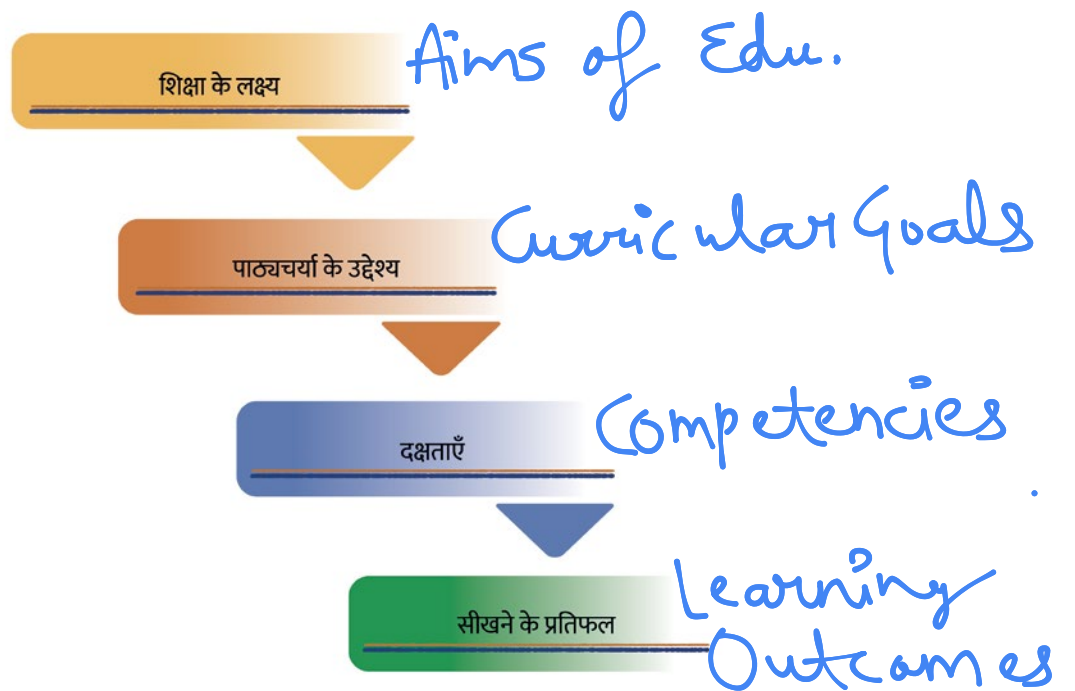 शिक्षा के लक्ष्य
Aims of Edu.
पाठ्यचर्या के उद्देश्य
Curricular Goals
दक्षताएँ
Competencies
सीखने के प्रतिफल
Learning
Outcomes